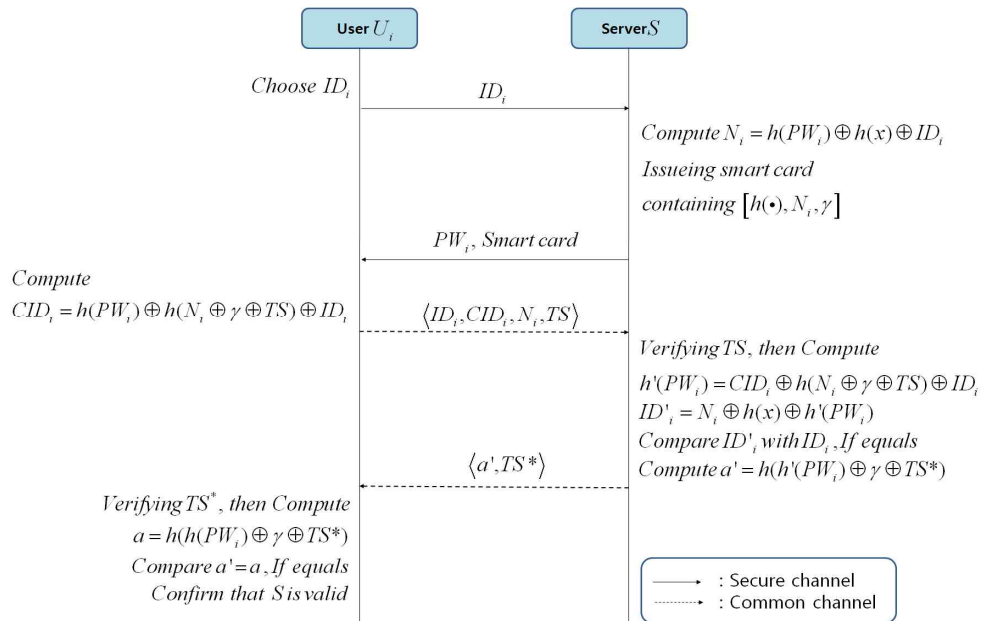 User U_i
Server S
Choose ID_i
ID_i
Compute N_i = h(PW_i) ⊕ h(x) ⊕ ID_i
Issueing smart card
containing [h(•), N_i, γ]
PW_i, Smart card
Compute
CID_i = h(PW_i) ⊕ h(N_i ⊕ γ ⊕ TS) ⊕ ID_i
⟨ID_i, CID_i, N_i, TS⟩
Verifying TS, then Compute
h'(PW_i) = CID_i ⊕ h(N_i ⊕ γ ⊕ TS) ⊕ ID_i
ID'_i = N_i ⊕ h(x) ⊕ h'(PW_i)
Compare ID'_i with ID_i, If equals
Compute a' = h(h'(PW_i) ⊕ γ ⊕ TS*)
⟨a', TS*⟩
Verifying TS*, then Compute
a = h(h(PW_i) ⊕ γ ⊕ TS*)
Compare a' = a, If equals
Confirm that S is valid
: Secure channel
: Common channel